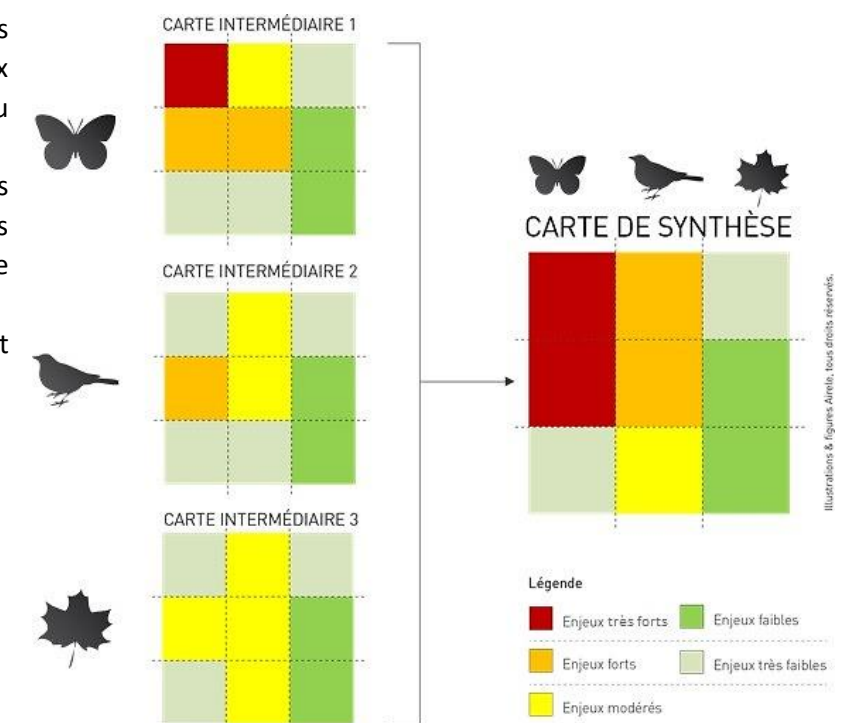 s
x
u
s
s
e
t
CARTE INTERMÉDIAIRE 1
CARTE INTERMÉDIAIRE 2
CARTE INTERMÉDIAIRE 3
CARTE DE SYNTHÈSE
Illustrations & figures Airele, tous droits réservés.
Légende
Enjeux très forts
Enjeux faibles
Enjeux forts
Enjeux très faibles
Enjeux modérés